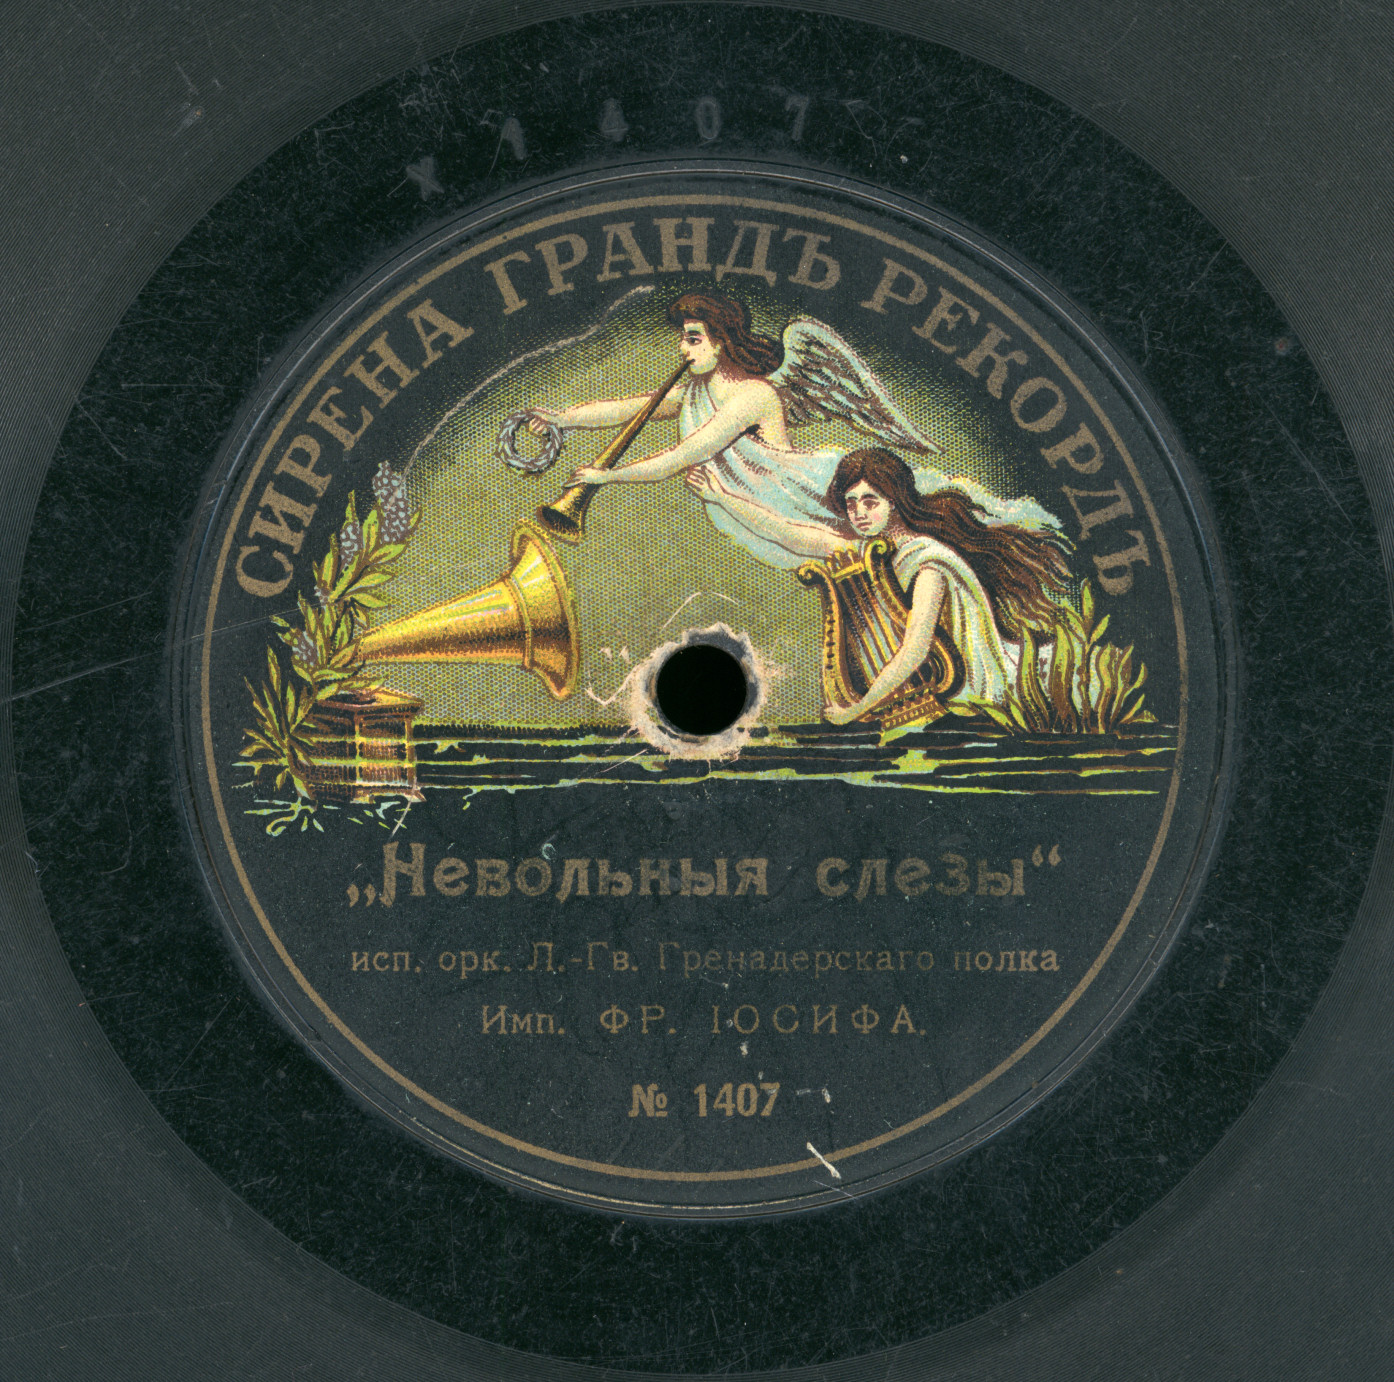 x 1407
СИРЕНА ГРАНДЪ РЕКОРДЪ
„Невольныя слезы“
исп. орк. Л.-Гв. Гренадерскаго полка
Имп. ФР. ІОСИФА.
№ 1407